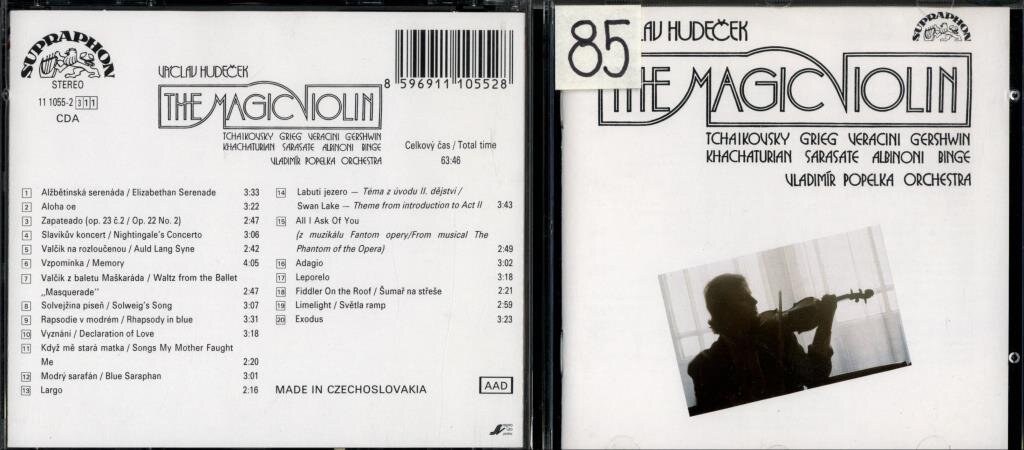 SUPRAPHON
STEREO
11 1055-2 311
CDA
VÁCLAV HUDEČEK
THE MAGIC VIOLIN
TCHAIKOVSKY GRIEG VERACINI GERSHWIN
KHACHATURIAN SARASATE ALBINONI BINGE
VLADIMÍR POPELKA ORCHESTRA
8 596911 105528
Celkový čas / Total time
63:46
1 Alžbětínská serenáda / Elizabethan Serenade 3:33
2 Aloha oe 3:22
3 Zapateado (op. 23 č.2 / Op. 22 No. 2) 2:47
4 Slavíkův koncert / Nightingale's Concerto 3:06
5 Valčík na rozloučenou / Auld Lang Syne 2:42
6 Vzpomínka / Memory 4:05
7 Valčík z baletu Maškaráda / Waltz from the Ballet
„Masquerade" 2:47
8 Solvejžina píseň / Solweig's Song 3:07
9 Rapsodie v modrém / Rhapsody in blue 3:31
10 Vyznání / Declaration of Love 3:18
11 Když mě stará matka / Songs My Mother Faught
Me 2:20
12 Modrý sarafán / Blue Saraphan 3:01
13 Largo 2:16
14 Labutí jezero — Téma z úvodu II. dějství /
Swan Lake — Theme from introduction to Act II 3:43
15 All I Ask Of You
(z muzikálu Fantom opery/From musical The
Phantom of the Opera) 2:49
16 Adagio 3:02
17 Leporelo 3:18
18 Fiddler On the Roof / Šumař na střeše 2:21
19 Limelight / Světla ramp 2:59
20 Exodus 3:23
MADE IN CZECHOSLOVAKIA
AAD
85
LAV HUDEČEK
SUPRAPHON
THE MAGIC VIOLIN
TCHAIKOVSKY GRIEG VERACINI GERSHWIN
KHACHATURIAN SARASATE ALBINONI BINGE
VLADIMÍR POPELKA ORCHESTRA